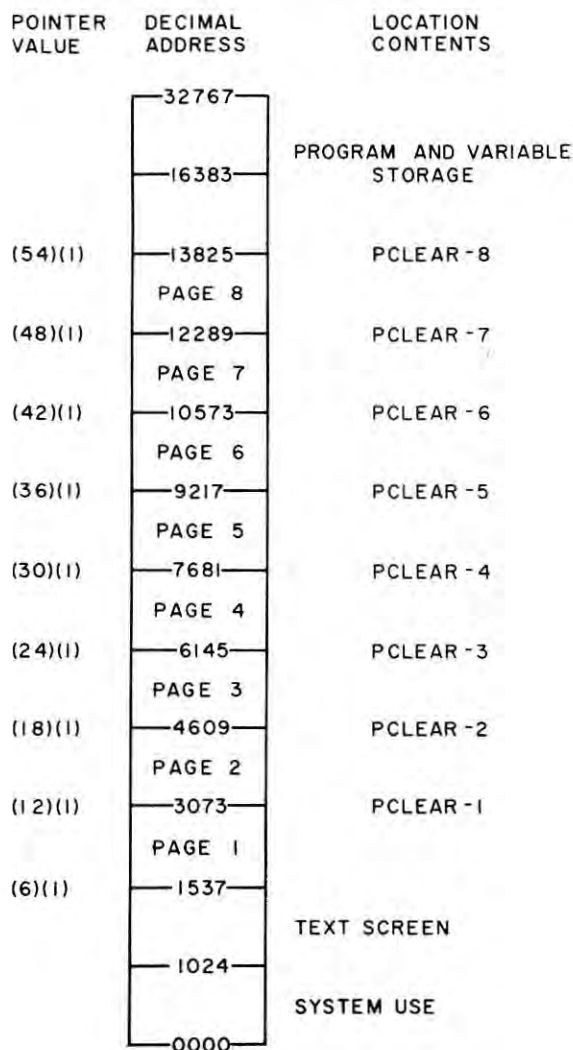 POINTER VALUE DECIMAL ADDRESS LOCATION CONTENTS
32767
PROGRAM AND VARIABLE
16383 STORAGE
(54)(1) 13825 PCLEAR-8
PAGE 8
(48)(1) 12289 PCLEAR-7
PAGE 7
(42)(1) 10573 PCLEAR-6
PAGE 6
(36)(1) 9217 PCLEAR-5
PAGE 5
(30)(1) 7681 PCLEAR-4
PAGE 4
(24)(1) 6145 PCLEAR-3
PAGE 3
(18)(1) 4609 PCLEAR-2
PAGE 2
(12)(1) 3073 PCLEAR-1
PAGE 1
(6)(1) 1537
TEXT SCREEN
1024
SYSTEM USE
0000